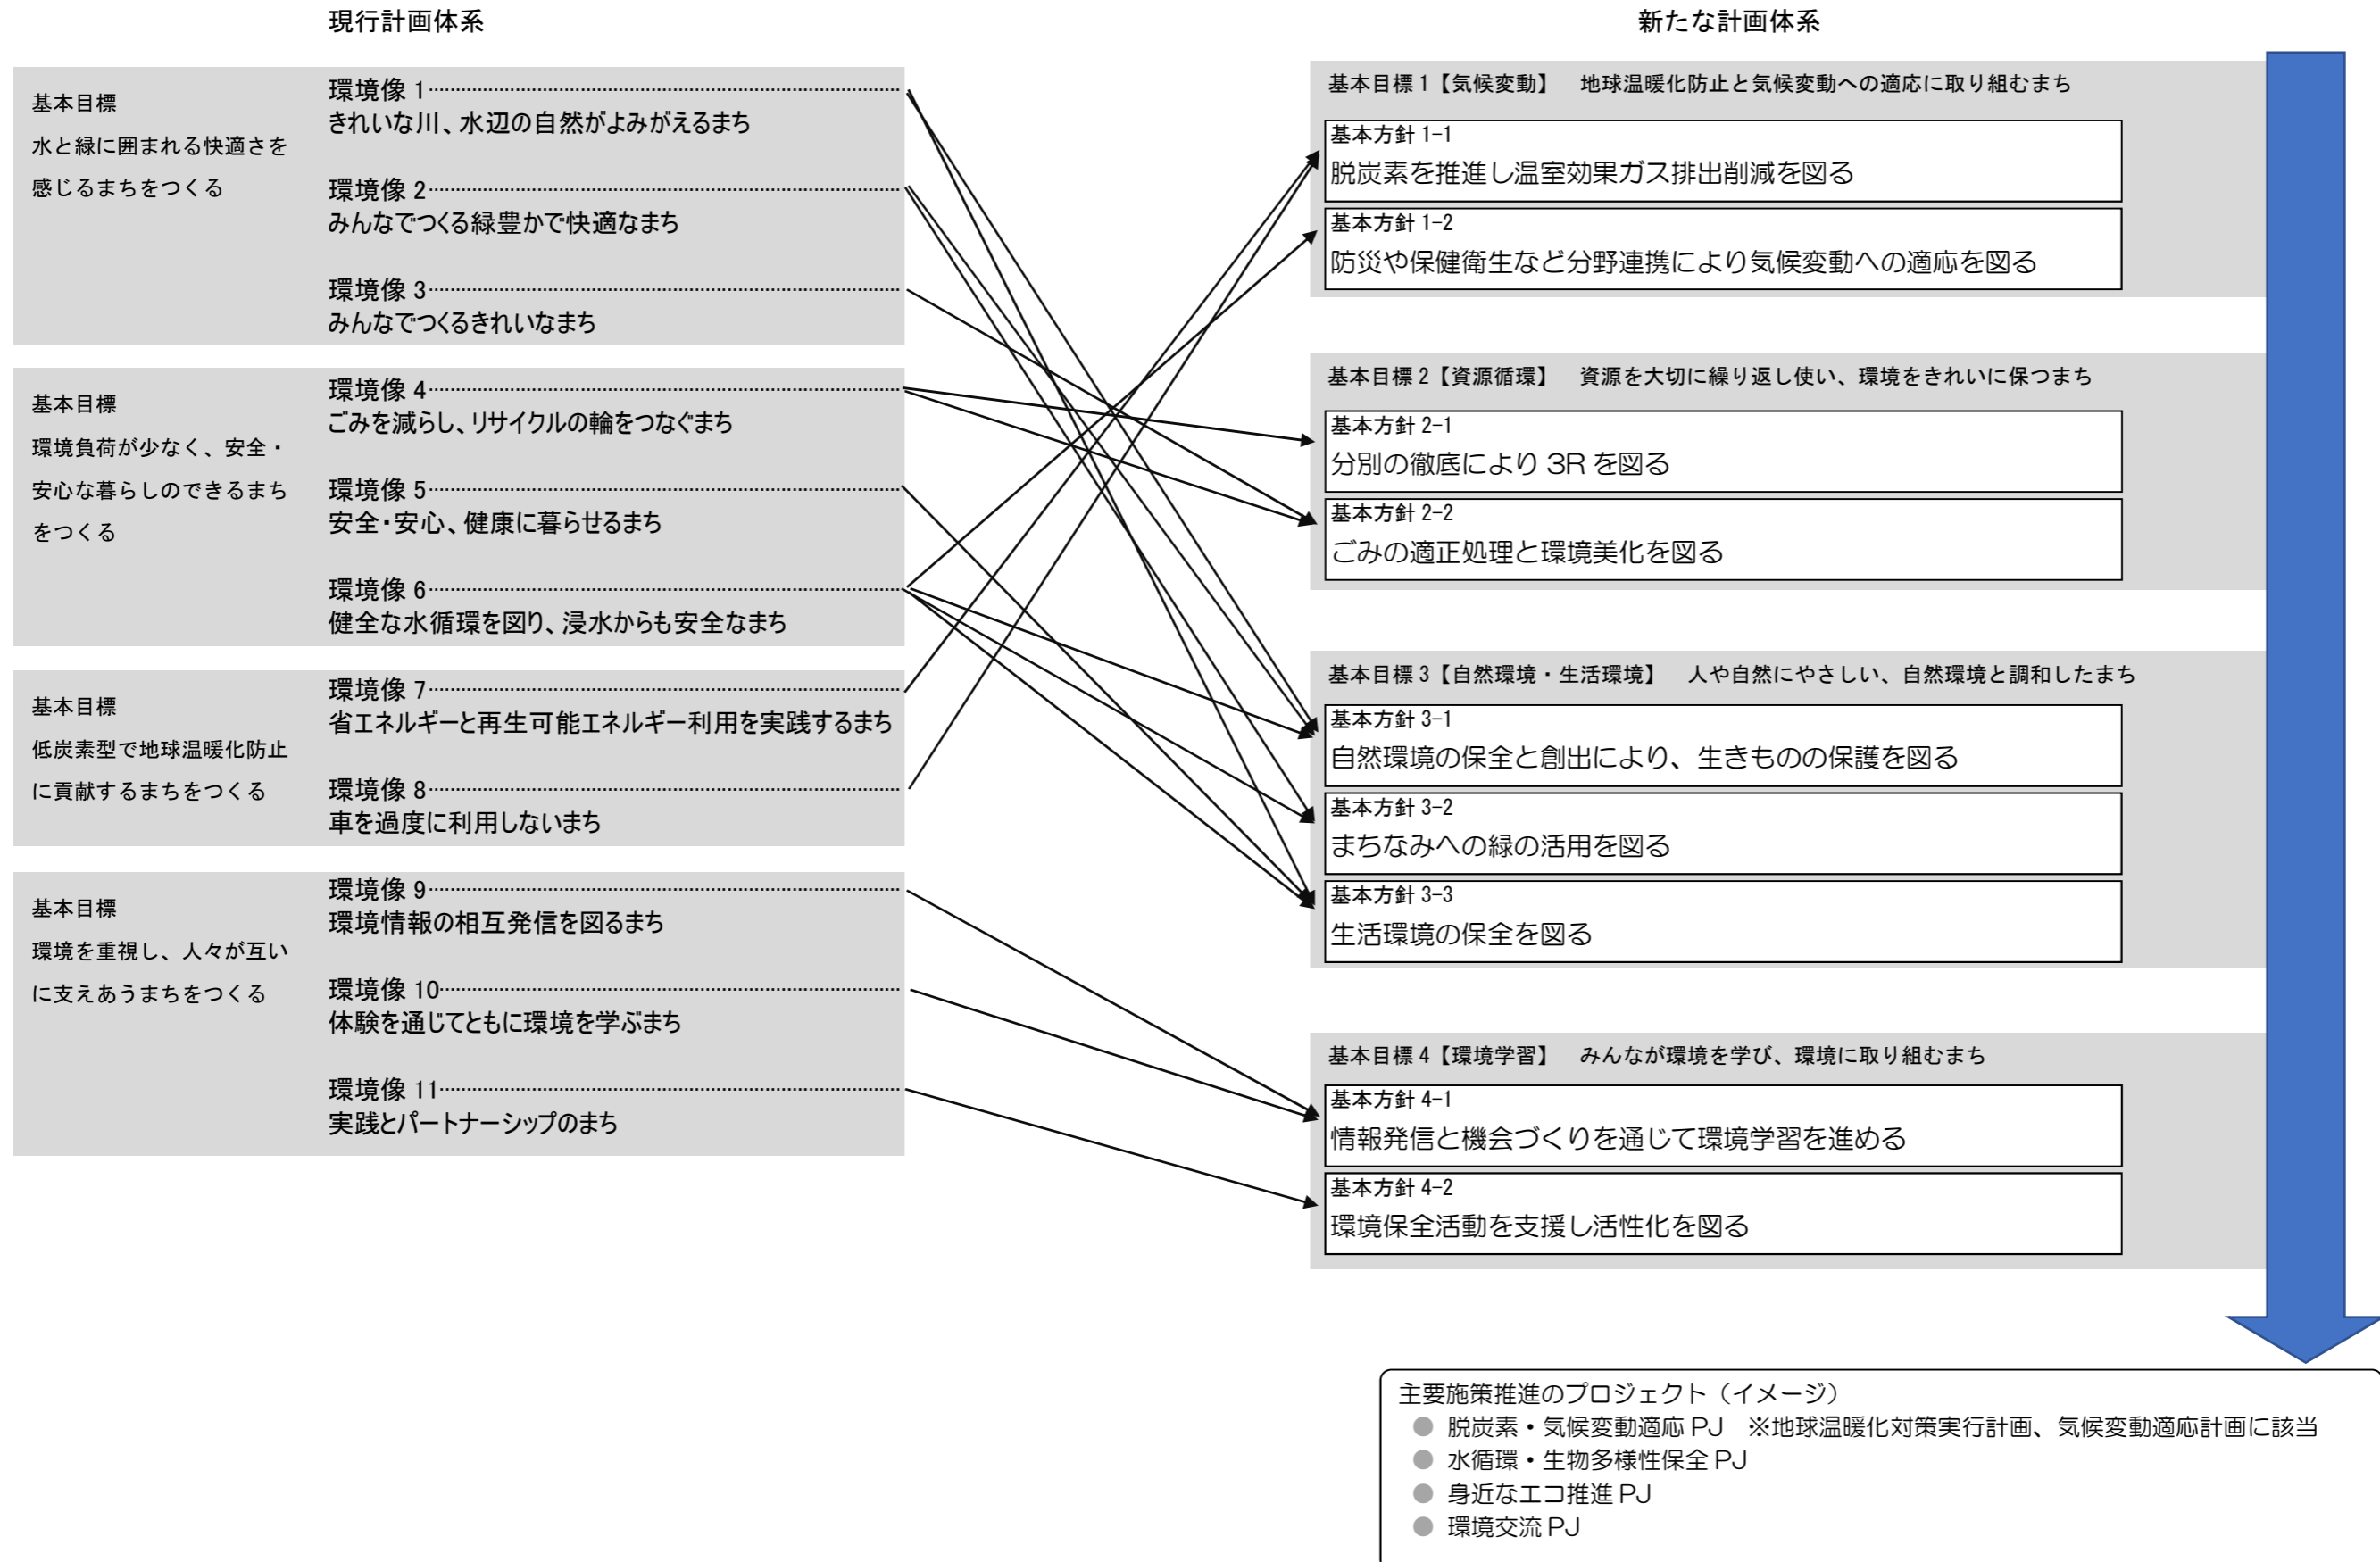 現行計画体系
基本目標
水と緑に囲まれる快適さを
感じるまちをつくる
環境像 1
きれいな川、水辺の自然がよみがえるまち
環境像 2
みんなでつくる緑豊かで快適なまち
環境像 3
みんなでつくるきれいなまち
基本目標
環境負荷が少なく、安全・
安心な暮らしのできるまち
をつくる
環境像 4
ごみを減らし、リサイクルの輪をつなぐまち
環境像 5
安全・安心、健康に暮らせるまち
環境像 6
健全な水循環を図り、浸水からも安全なまち
基本目標
低炭素型で地球温暖化防止
に貢献するまちをつくる
環境像 7
省エネルギーと再生可能エネルギー利用を実践するまち
環境像 8
車を過度に利用しないまち
基本目標
環境を重視し、人々が互い
に支えあうまちをつくる
環境像 9
環境情報の相互発信を図るまち
環境像 10
体験を通じてともに環境を学ぶまち
環境像 11
実践とパートナーシップのまち
新たな計画体系
基本目標 1【気候変動】　地球温暖化防止と気候変動への適応に取り組むまち
基本方針 1-1
脱炭素を推進し温室効果ガス排出削減を図る
基本方針 1-2
防災や保健衛生など分野連携により気候変動への適応を図る
基本目標 2【資源循環】　資源を大切に繰り返し使い、環境をきれいに保つまち
基本方針 2-1
分別の徹底により 3R を図る
基本方針 2-2
ごみの適正処理と環境美化を図る
基本目標 3【自然環境・生活環境】　人や自然にやさしい、自然環境と調和したまち
基本方針 3-1
自然環境の保全と創出により、生きものの保護を図る
基本方針 3-2
まちなみへの緑の活用を図る
基本方針 3-3
生活環境の保全を図る
基本目標 4【環境学習】　みんなが環境を学び、環境に取り組むまち
基本方針 4-1
情報発信と機会づくりを通じて環境学習を進める
基本方針 4-2
環境保全活動を支援し活性化を図る
主要施策推進のプロジェクト（イメージ）
● 脱炭素・気候変動適応 PJ　※地球温暖化対策実行計画、気候変動適応計画に該当
● 水循環・生物多様性保全 PJ
● 身近なエコ推進 PJ
● 環境交流 PJ